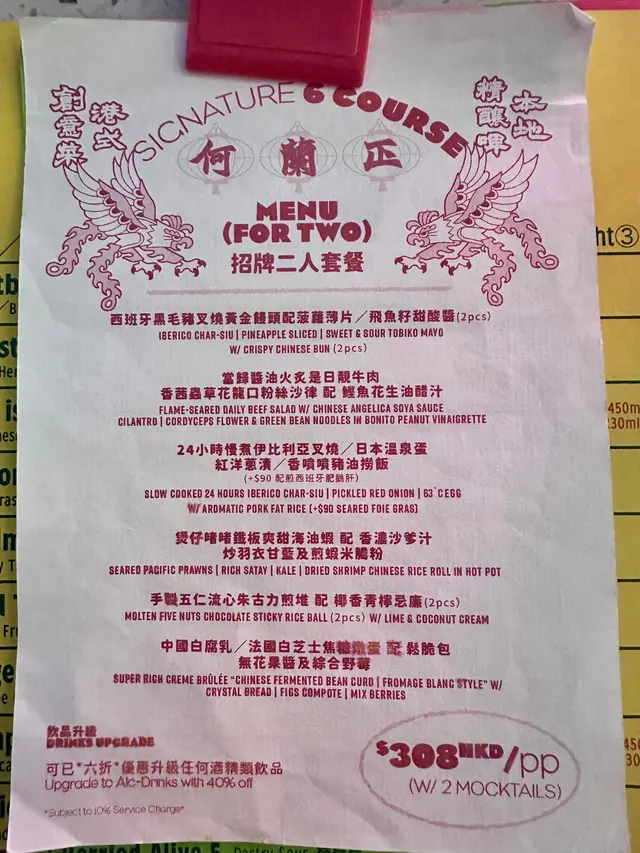 港式
創意菜
SIGNATURE 6 COURSE
本地
精釀啤
何蘭正
MENU
(FOR TWO)
招牌二人套餐
西班牙黑毛豬叉燒黃金饅頭配菠蘿薄片／飛魚籽甜酸醬(2pcs)
IBERICO CHAR-SIU | PINEAPPLE SLICED | SWEET & SOUR TOBIKO MAYO
W/ CRISPY CHINESE BUN (2pcs)
當歸醬油火炙是日靚牛肉
香茜蟲草花龍口粉絲沙律 配 鰹魚花生油醋汁
FLAME-SEARED DAILY BEEF SALAD W/ CHINESE ANGELICA SOYA SAUCE
CILANTRO | CORDYCEPS FLOWER & GREEN BEAN NOODLES IN BONITO PEANUT VINAIGRETTE
24小時慢煮伊比利亞叉燒／日本溫泉蛋
紅洋蔥漬／香噴噴豬油撈飯
(+$90 配煎西班牙肥鵝肝)
SLOW COOKED 24 HOURS IBERICO CHAR-SIU | PICKLED RED ONION | 63°C EGG
W/ AROMATIC PORK FAT RICE (+$90 SEARED FOIE GRAS)
煲仔啫啫鐵板爽甜海油蝦 配 香濃沙爹汁
炒羽衣甘藍及煎蝦米腸粉
SEARED PACIFIC PRAWNS | RICH SATAY | KALE | DRIED SHRIMP CHINESE RICE ROLL IN HOT POT
手製五仁流心朱古力煎堆 配 椰香青檸忌廉(2pcs)
MOLTEN FIVE NUTS CHOCOLATE STICKY RICE BALL (2pcs) W/ LIME & COCONUT CREAM
中國白腐乳／法國白芝士焦糖燉蛋 配 鬆脆包
無花果醬及綜合野莓
SUPER RICH CREME BRÛLÉE "CHINESE FERMENTED BEAN CURD | FROMAGE BLANC STYLE" W/
CRYSTAL BREAD | FIGS COMPOTE | MIX BERRIES
飲品升級
DRINKS UPGRADE
可已"六折"優惠升級任何酒精類飲品
Upgrade to Alc-Drinks with 40% off
*Subject to 10% Service Charge*
$308HKD/pp
(W/ 2 MOCKTAILS)